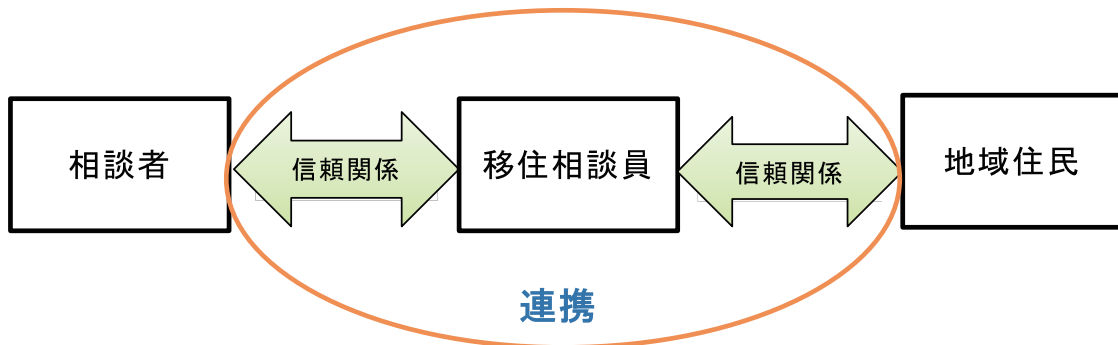 相談者
信頼関係
移住相談員
信頼関係
地域住民
連携